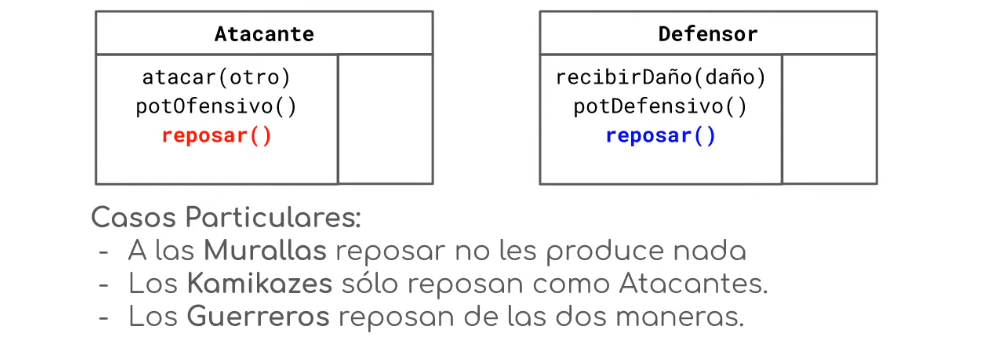 Atacante
atacar(otro)
potOfensivo()
reposar()
Defensor
recibirDaño(daño)
potDefensivo()
reposar()
Casos Particulares:
- A las Murallas reposar no les produce nada
- Los Kamikazes sólo reposan como Atacantes.
- Los Guerreros reposan de las dos maneras.